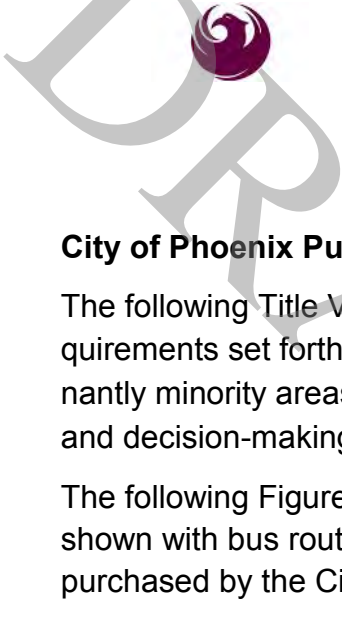 City of Phoenix Pu
The following Title V
quirements set forth
nantly minority areas
and decision-making
The following Figure
shown with bus rout
purchased by the Ci
DRA